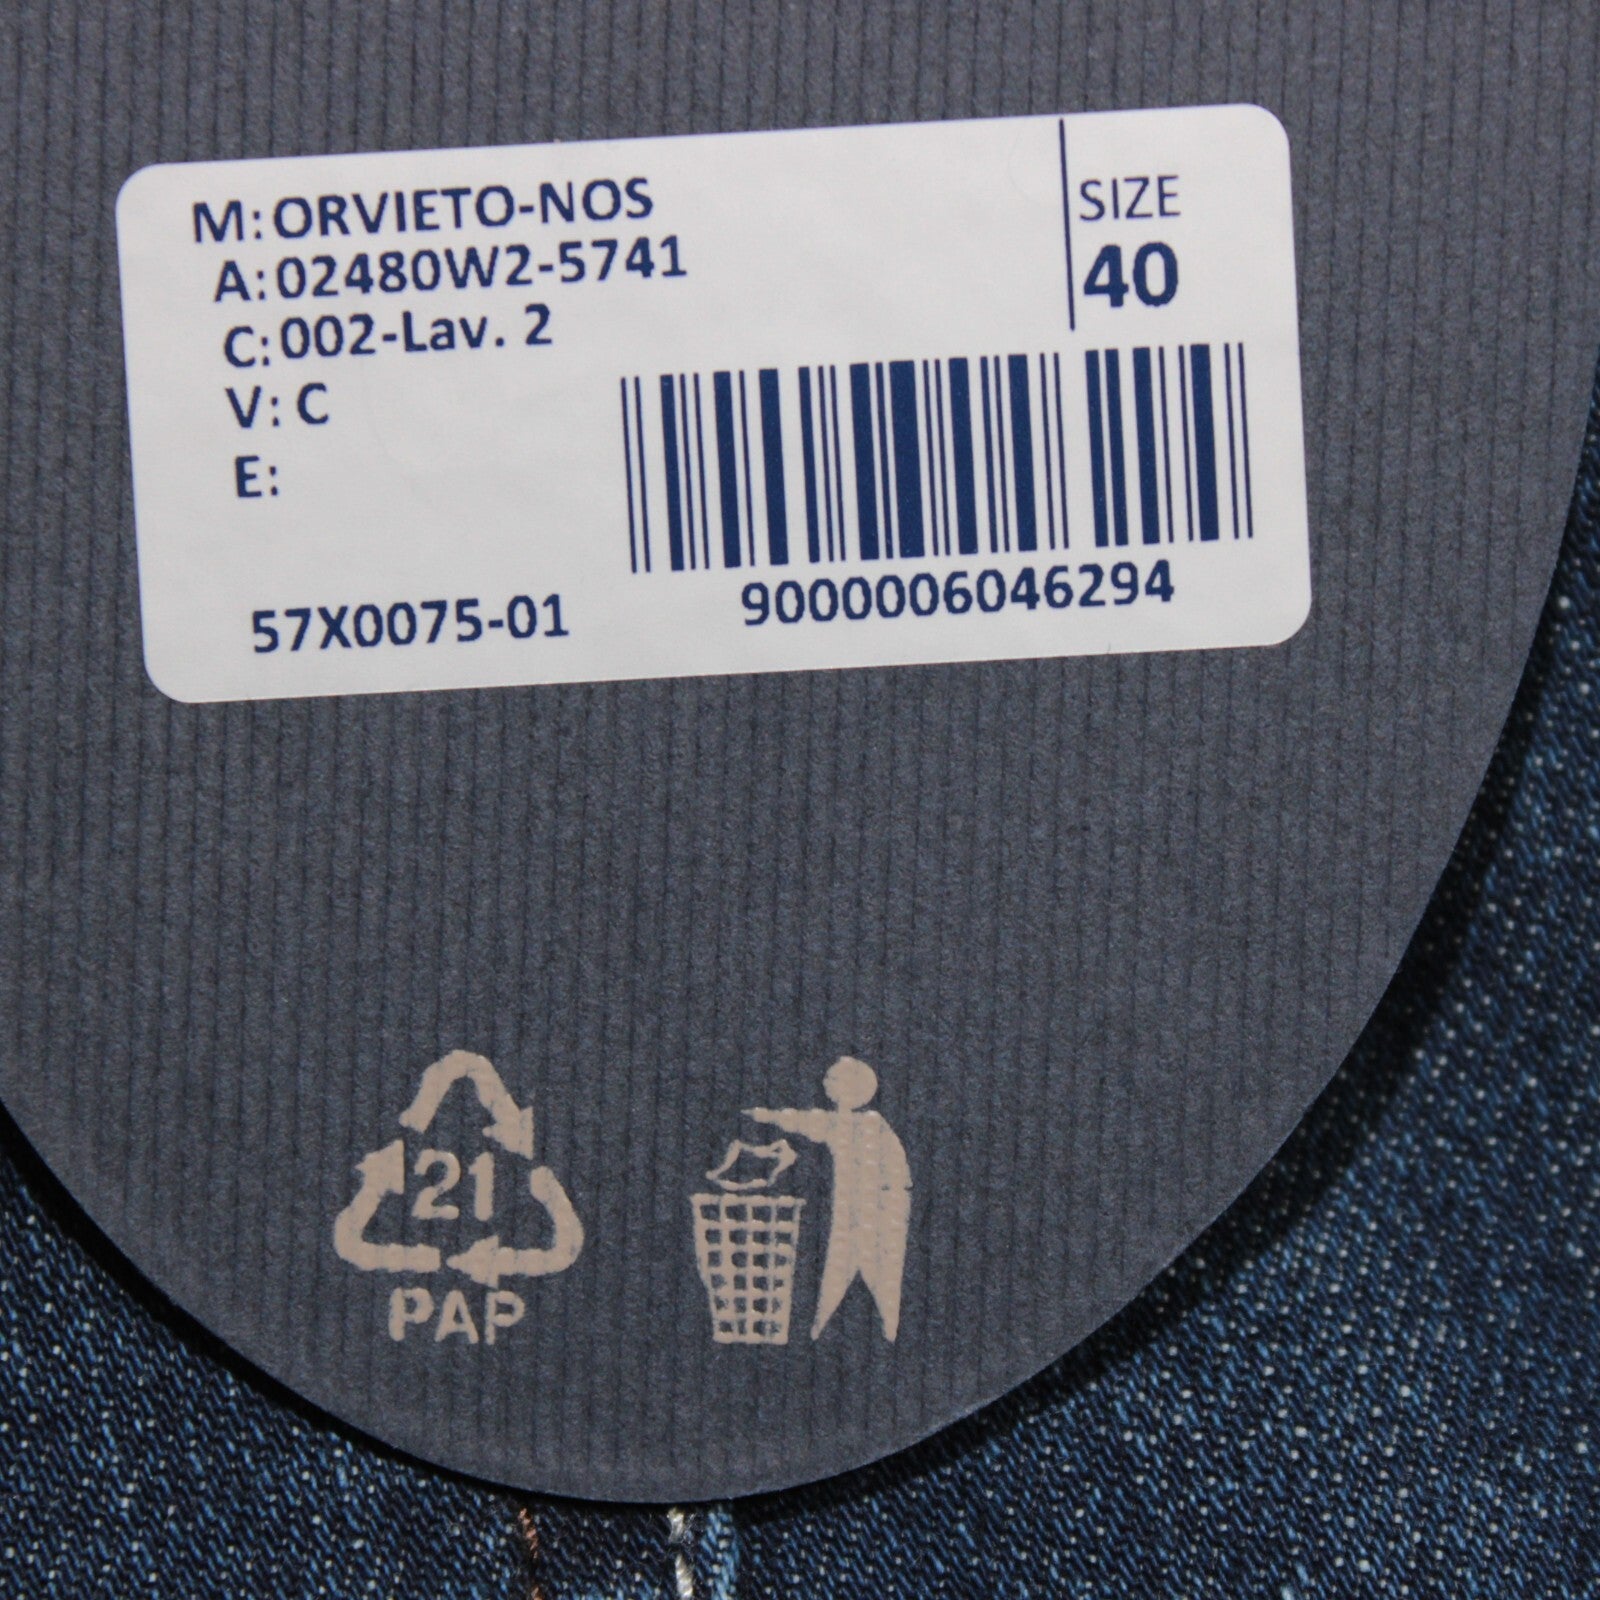 M: ORVIETO-NOS
A: 02480W2-5741
C: 002-Lav. 2
V: C
E:
SIZE
40
57X0075-01
9000006046294
21
PAP